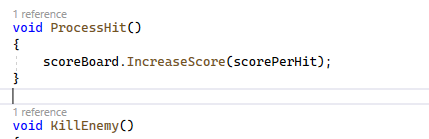 1 reference
void ProcessHit()
{
    scoreBoard.IncreaseScore(scorePerHit);
}
1 reference
void KillEnemy()
{